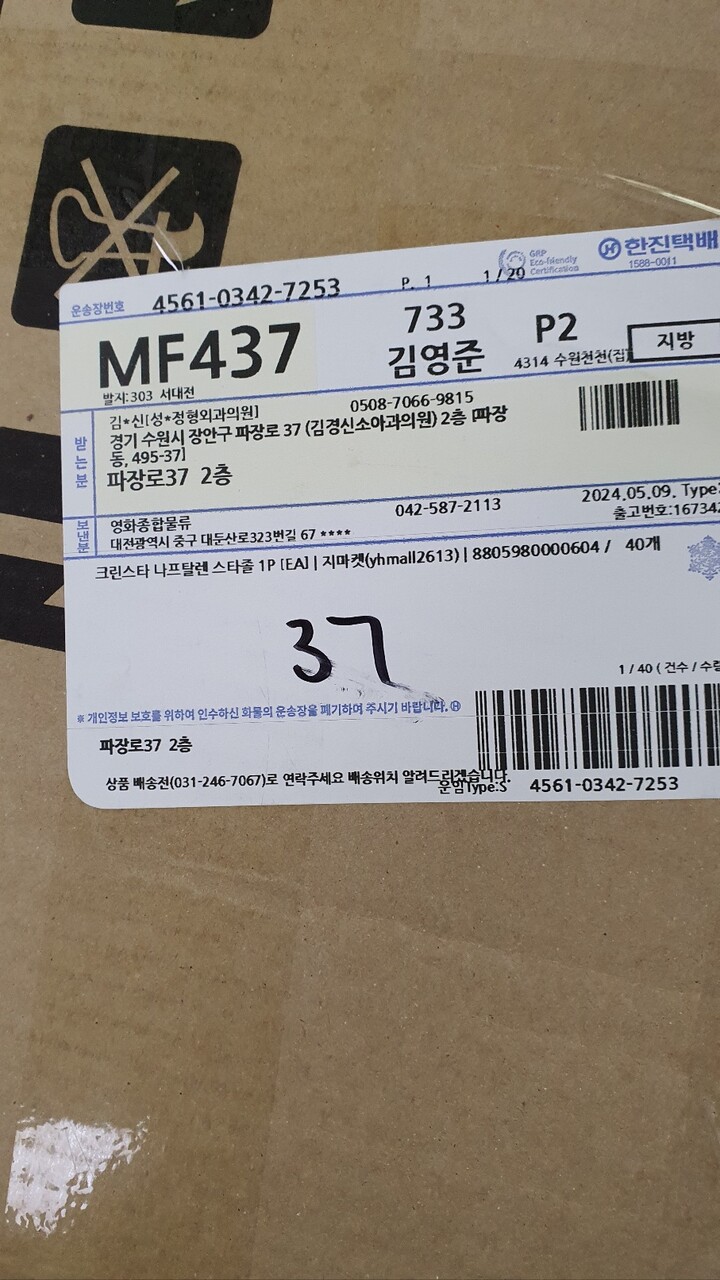 GRP
Eco-friendly
Certification
한진택배
1588-0011
운송장번호 4561-0342-7253 P. 1 1/20
MF437 733 P2
김영준 4314 수원천천(집) 지방
발지:303 서대전
김*신[성*정형외과의원] 0508-7066-9815
경기 수원시 장안구 파장로 37 (김경신소아과의원) 2층 [파장
동, 495-37]
파장로37 2층
받는분
보낸분
영화종합물류 042-587-2113 2024.05.09. Type:
대전광역시 중구 대둔산로323번길 67 **** 출고번호:16734
크린스타 나프탈렌 스타졸 1P [EA] | 지마켓(yhmall2613) | 8805980000604 / 40개
37
1 / 40 ( 건수 / 수량
※ 개인정보 보호를 위하여 인수하신 화물의 운송장을 폐기하여 주시기 바랍니다. Ⓗ
파장로37 2층
상품 배송전(031-246-7067)로 연락주세요 배송위치 알려드리겠습니다.
운임Type:S 4561-0342-7253